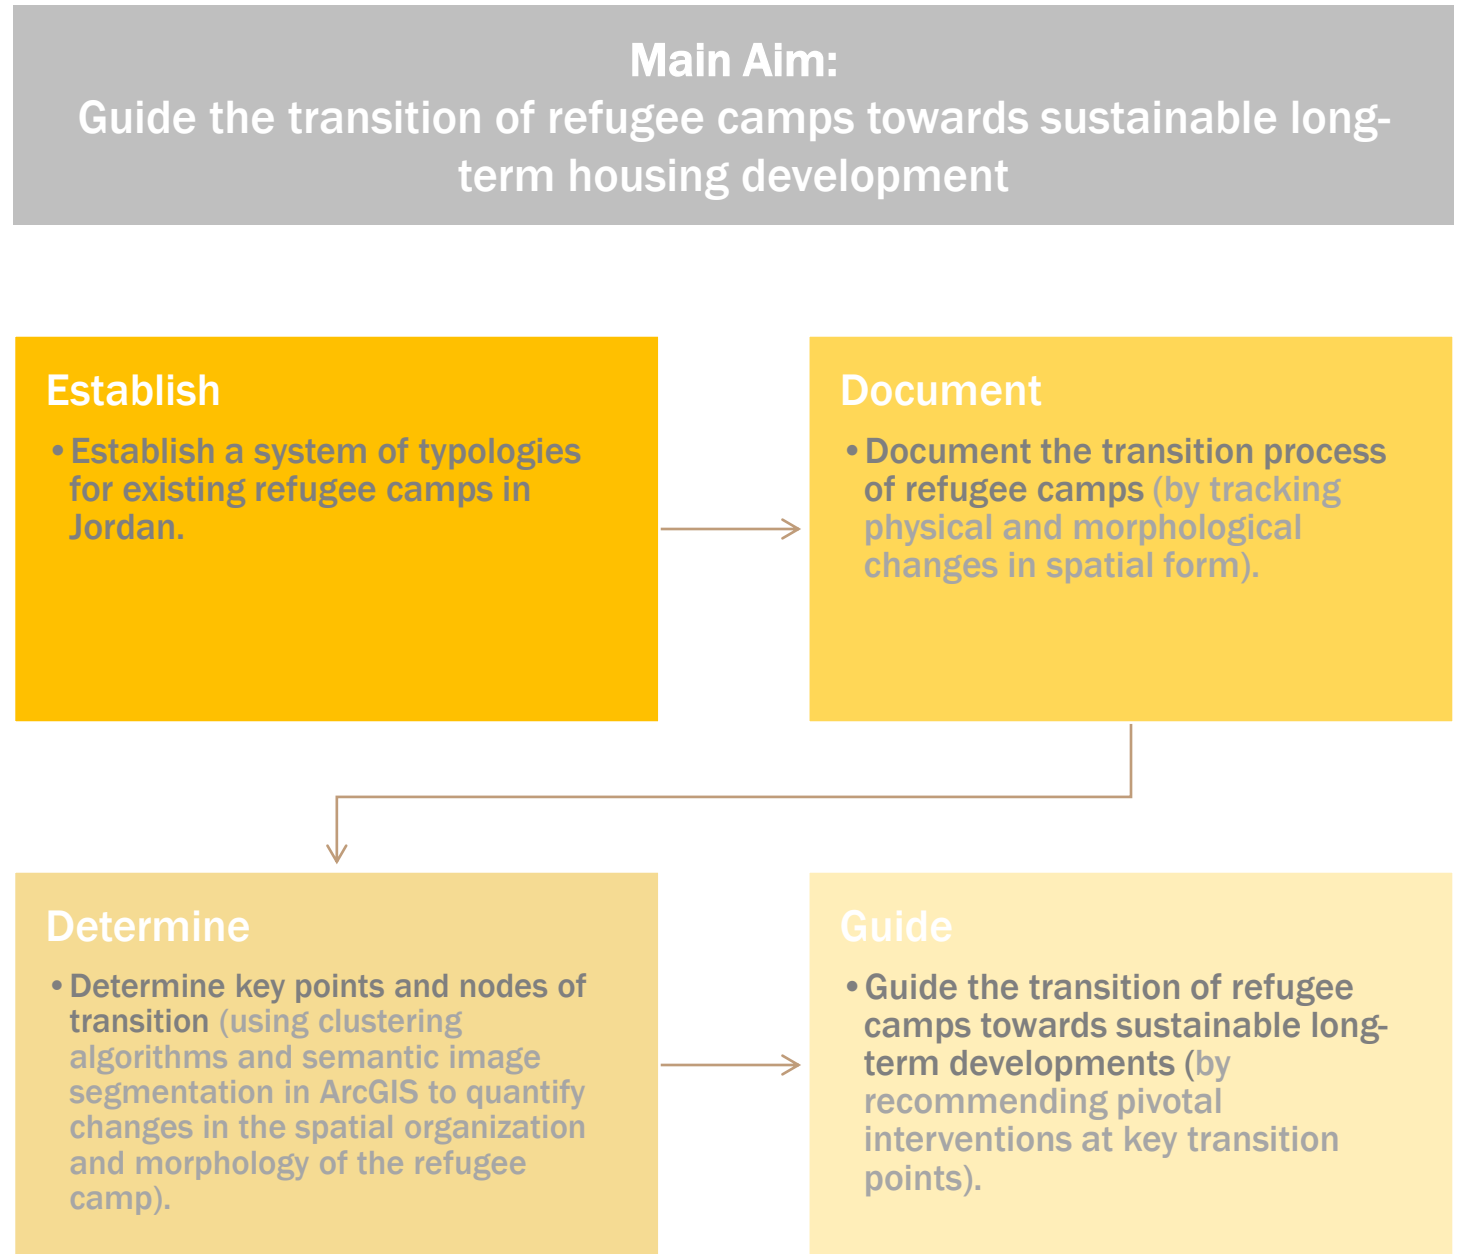 Main Aim:
Guide the transition of refugee camps towards sustainable long-
term housing development
Establish
•Establish a system of typologies
for existing refugee camps in
Jordan.
Document
•Document the transition process
of refugee camps (by tracking
physical and morphological
changes in spatial form).
Determine
•Determine key points and nodes of
transition (using clustering
algorithms and semantic image
segmentation in ArcGIS to quantify
changes in the spatial organization
and morphology of the refugee
camp).
Guide
•Guide the transition of refugee
camps towards sustainable long-
term developments (by
recommending pivotal
interventions at key transition
points).